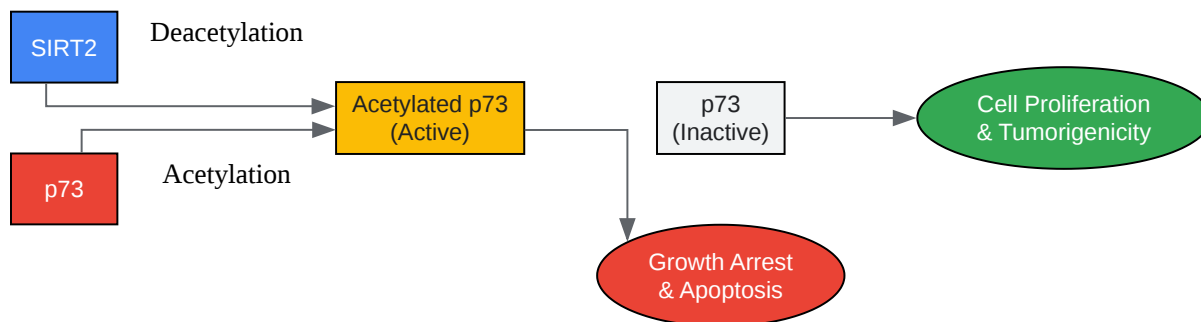 SIRT2
Deacetylation
Acetylated p73
(Active)
p73
(Inactive)
Cell Proliferation
& Tumorigenicity
p73
Acetylation
Growth Arrest
& Apoptosis